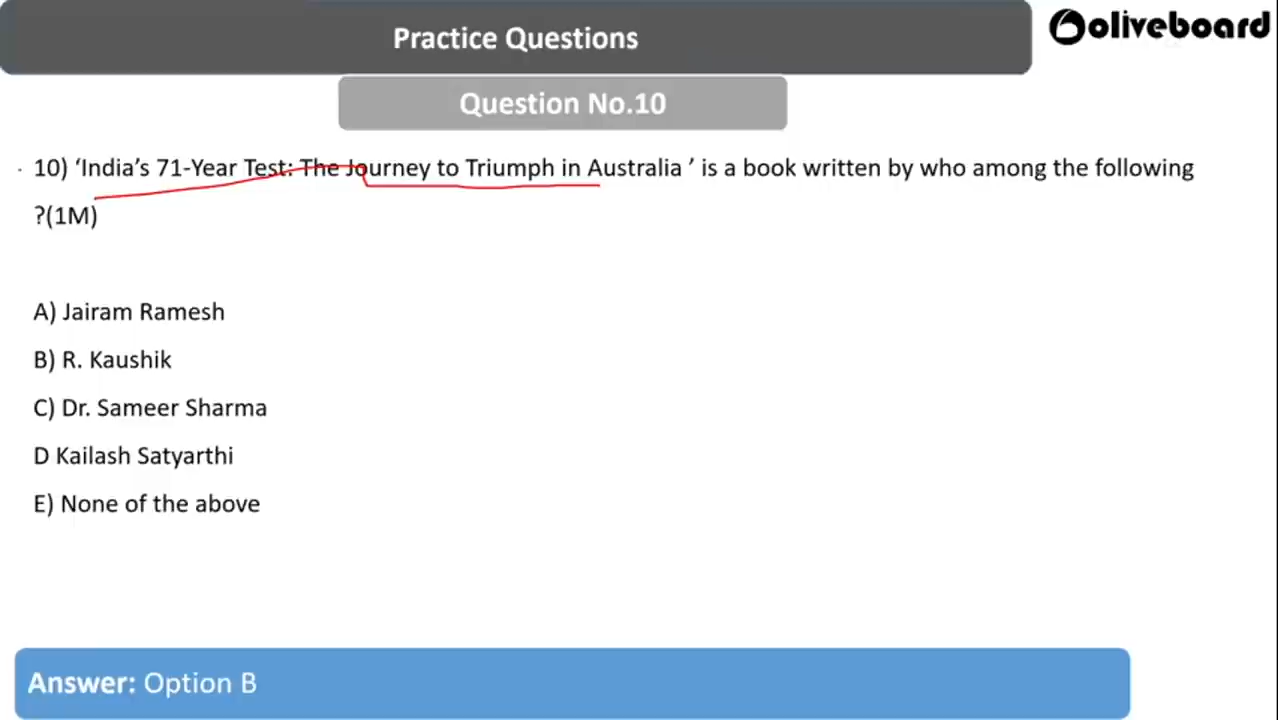 Practice Questions
oliveboard
Question No.10
10) ‘India’s 71-Year Test: The Journey to Triumph in Australia ’ is a book written by who among the following
?(1M)
A) Jairam Ramesh
B) R. Kaushik
C) Dr. Sameer Sharma
D Kailash Satyarthi
E) None of the above
Answer: Option B